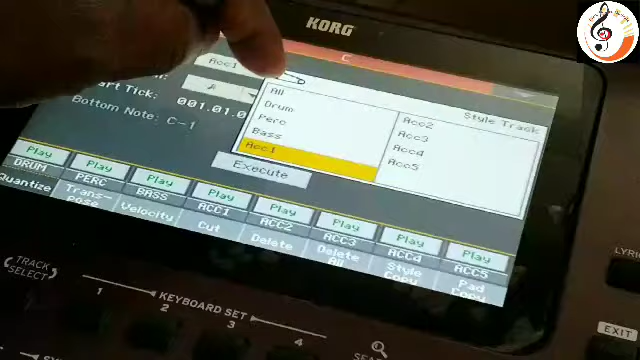 KORG
C
Acc1
Style Track
All
Drum
Perc
Bass
Acc1
Acc2
Acc3
Acc4
Acc5
Tick:
001.01.0
Bottom Note: C-1
Execute
Play Play Play Play Play Play Play Play
DRUM PERC BASS ACC1 ACC2 ACC3 ACC4 ACC5
Quantize
Trans-
pose
Velocity
Cut
Delete
Delete
All
Style
Copy
Pad
Copy
TRACK
SELECT
KEYBOARD SET
1 2 3 4
EXIT